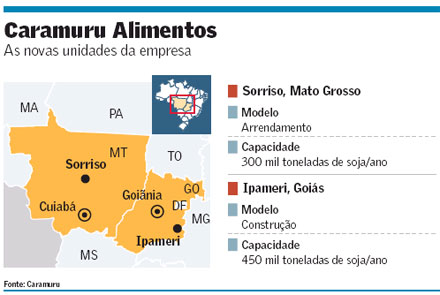 Caramuru Alimentos
As novas unidades da empresa
MA
PA
MT
TO
Sorriso
Cuiabá
Goiânia
GO
DF
MG
Ipameri
MS
Sorriso, Mato Grosso
Modelo
Arrendamento
Capacidade
300 mil toneladas de soja/ano
Ipameri, Goiás
Modelo
Construção
Capacidade
450 mil toneladas de soja/ano
Fonte: Caramuru